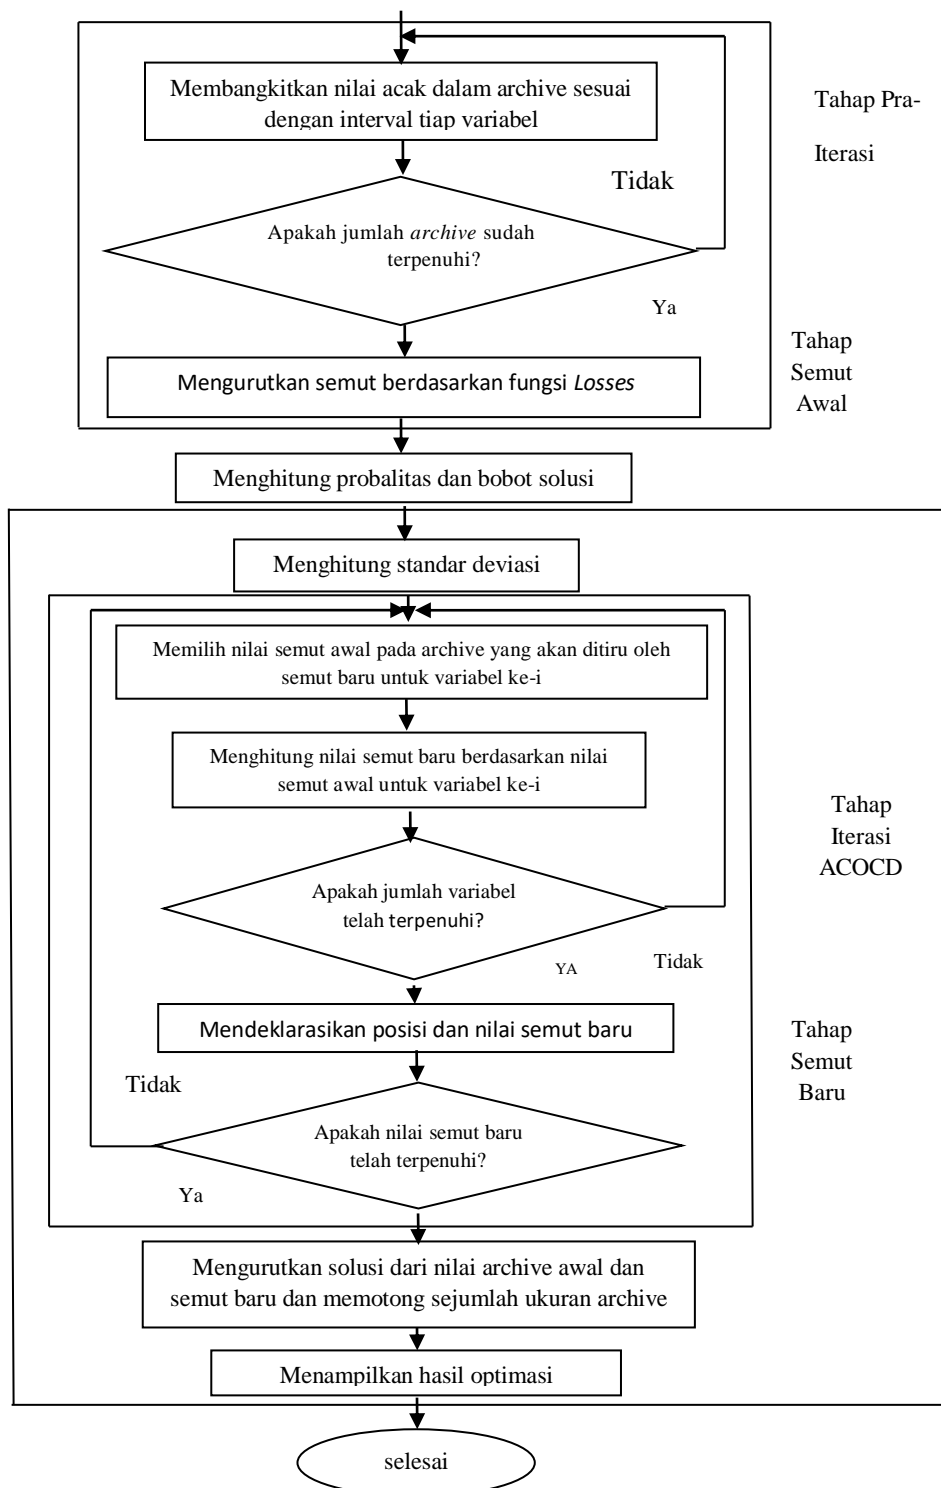 Membangkitkan nilai acak dalam archive sesuai
dengan interval tiap variabel
Tahap Pra-
Iterasi
Tidak
Apakah jumlah archive sudah
terpenuhi?
Ya
Tahap
Semut
Awal
Mengurutkan semut berdasarkan fungsi Losses
Menghitung probalitas dan bobot solusi
Menghitung standar deviasi
Memilih nilai semut awal pada archive yang akan ditiru oleh
semut baru untuk variabel ke-i
Menghitung nilai semut baru berdasarkan nilai
semut awal untuk variabel ke-i
Tahap
Iterasi
ACOCD
Apakah jumlah variabel
telah terpenuhi?
YA
Tidak
Mendeklarasikan posisi dan nilai semut baru
Tahap
Semut
Baru
Tidak
Apakah nilai semut baru
telah terpenuhi?
Ya
Mengurutkan solusi dari nilai archive awal dan
semut baru dan memotong sejumlah ukuran archive
Menampilkan hasil optimasi
selesai